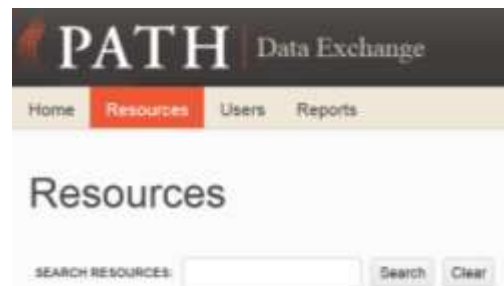 PATH Data Exchange
Home Resources Users Reports
Resources
SEARCH RESOURCES: Search Clear